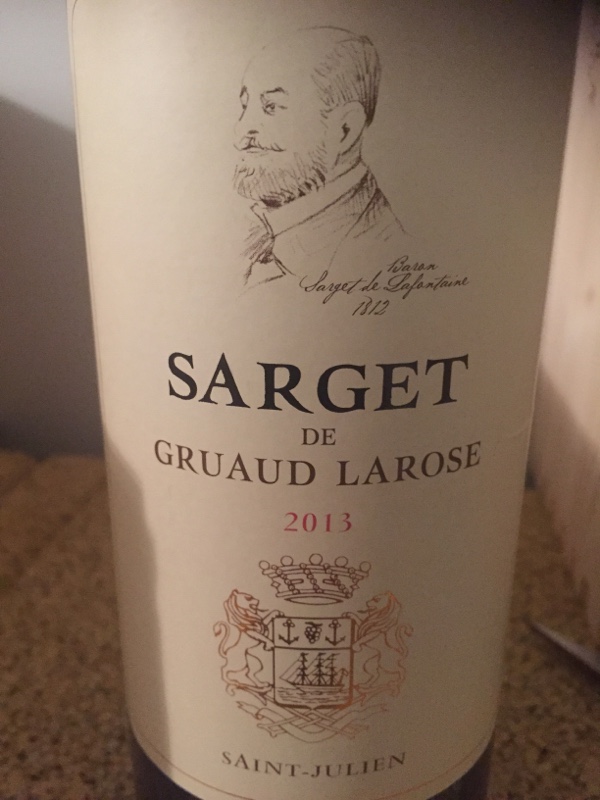 Baron
Sarget de Lafontaine
1812
SARGET
DE
GRUAUD LAROSE
2013
SAINT-JULIEN